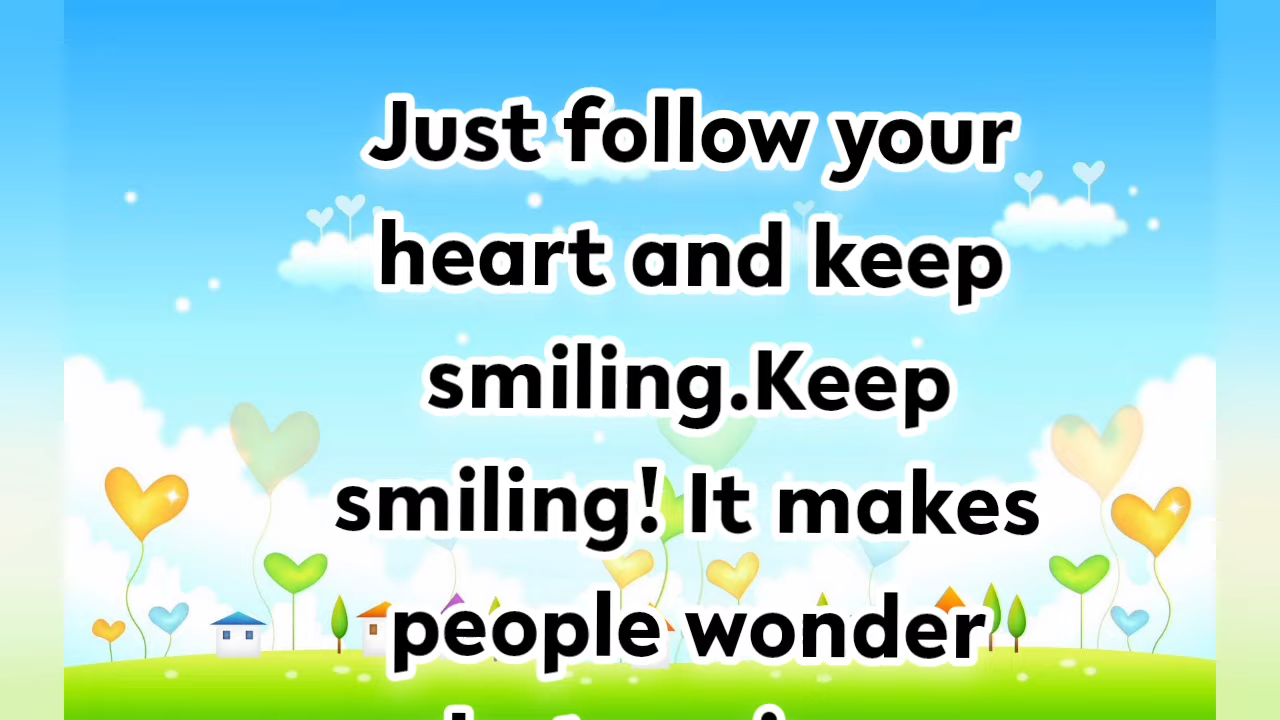 Just follow your
heart and keep
smiling.Keep
smiling! It makes
people wonder